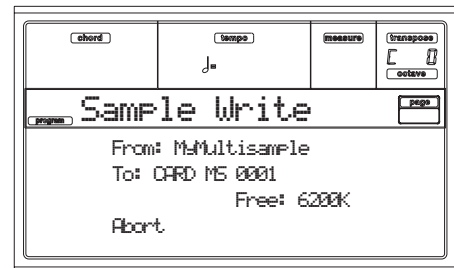 chord tempo measure transpose
♩= C 0
octave
program Sample Write page
From: MyMultisample
To: CARD MS 0001
Free: 6200K
Abort